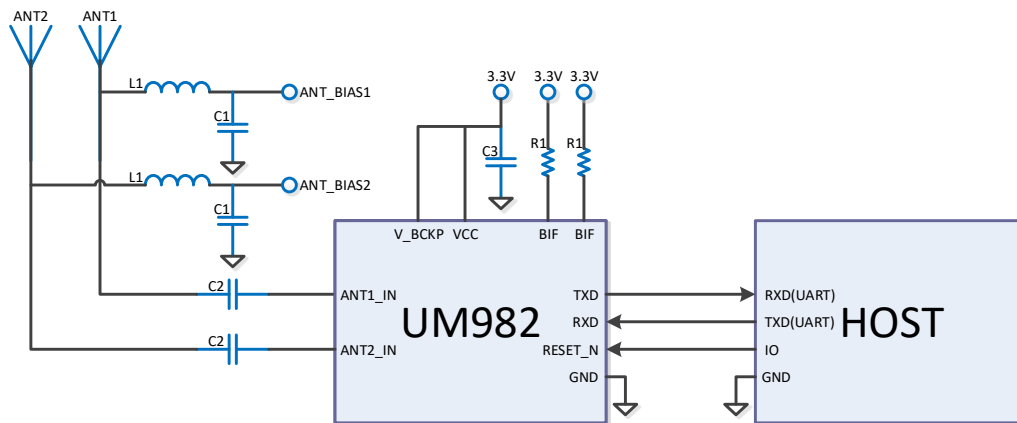 ANT2 ANT1
L1 ANT_BIAS1
C1
3.3V 3.3V 3.3V
C3 R1 R1
L1 ANT_BIAS2
C1
V_BCKP VCC BIF BIF
C2 ANT1_IN TXD RXD(UART)
UM982 RXD TXD(UART) HOST
C2 ANT2_IN RESET_N IO
GND GND